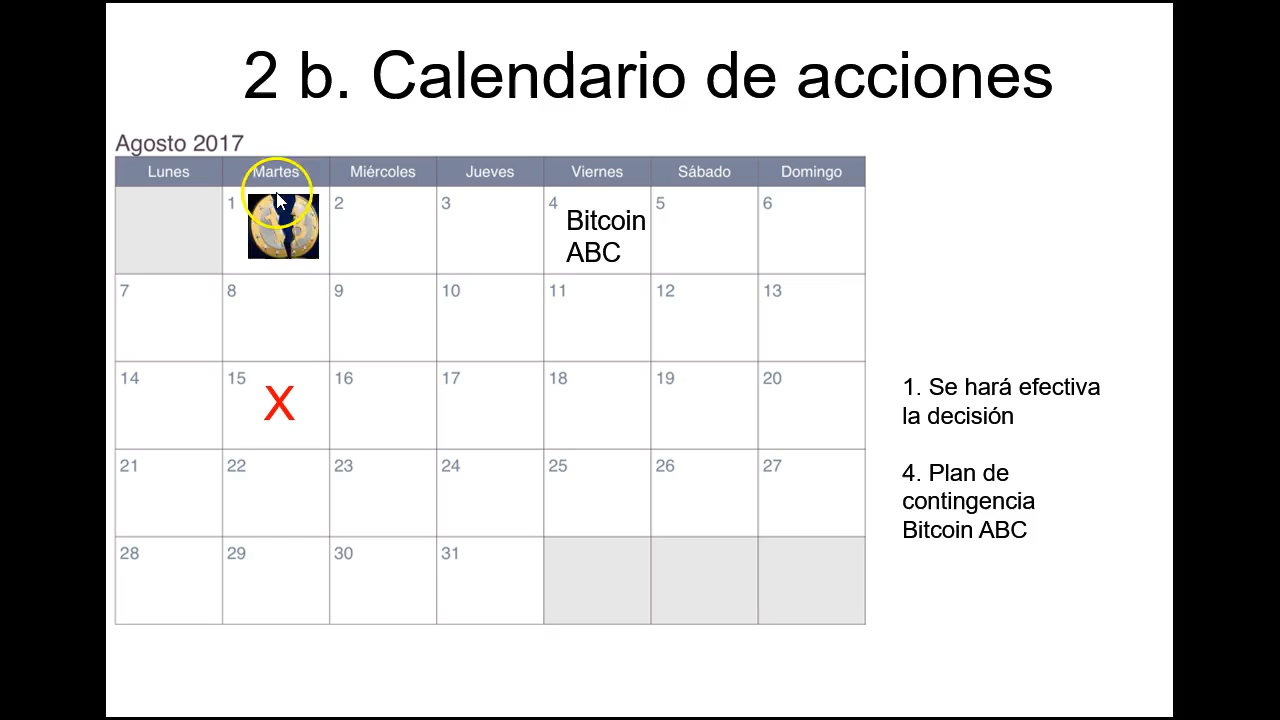 2 b. Calendario de acciones
Agosto 2017
Lunes Martes Miércoles Jueves Viernes Sábado Domingo
1 2 3 4 5 6
Bitcoin
ABC
7 8 9 10 11 12 13
14 15 16 17 18 19 20
X
21 22 23 24 25 26 27
28 29 30 31
1. Se hará efectiva
la decisión
4. Plan de
contingencia
Bitcoin ABC